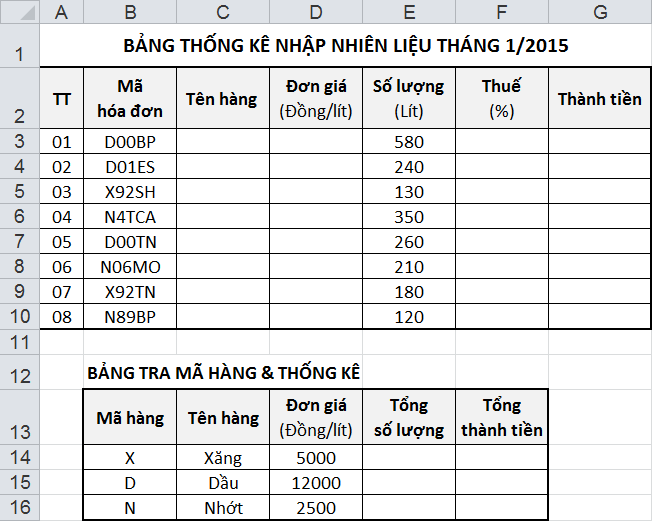 A B C D E F G
1 BẢNG THỐNG KÊ NHẬP NHIÊN LIỆU THÁNG 1/2015
2 TT Mã hóa đơn Tên hàng Đơn giá (Đồng/lít) Số lượng (Lít) Thuế (%) Thành tiền
3 01 D00BP 580
4 02 D01ES 240
5 03 X92SH 130
6 04 N4TCA 350
7 05 D00TN 260
8 06 N06MO 210
9 07 X92TN 180
10 08 N89BP 120
11
12 BẢNG TRA MÃ HÀNG & THỐNG KÊ
13 Mã hàng Tên hàng Đơn giá (Đồng/lít) Tổng số lượng Tổng thành tiền
14 X Xăng 5000
15 D Dầu 12000
16 N Nhớt 2500